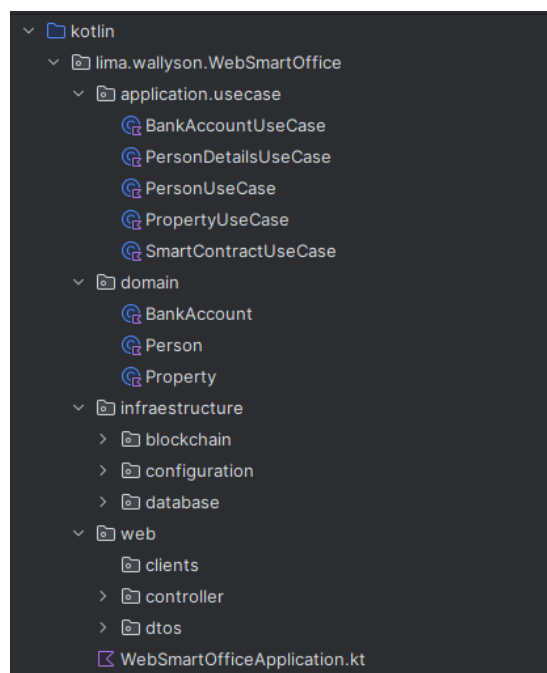 kotlin
lima.wallyson.WebSmartOffice
application.usecase
BankAccountUseCase
PersonDetailsUseCase
PersonUseCase
PropertyUseCase
SmartContractUseCase
domain
BankAccount
Person
Property
infraestructure
blockchain
configuration
database
web
clients
controller
dtos
WebSmartOfficeApplication.kt